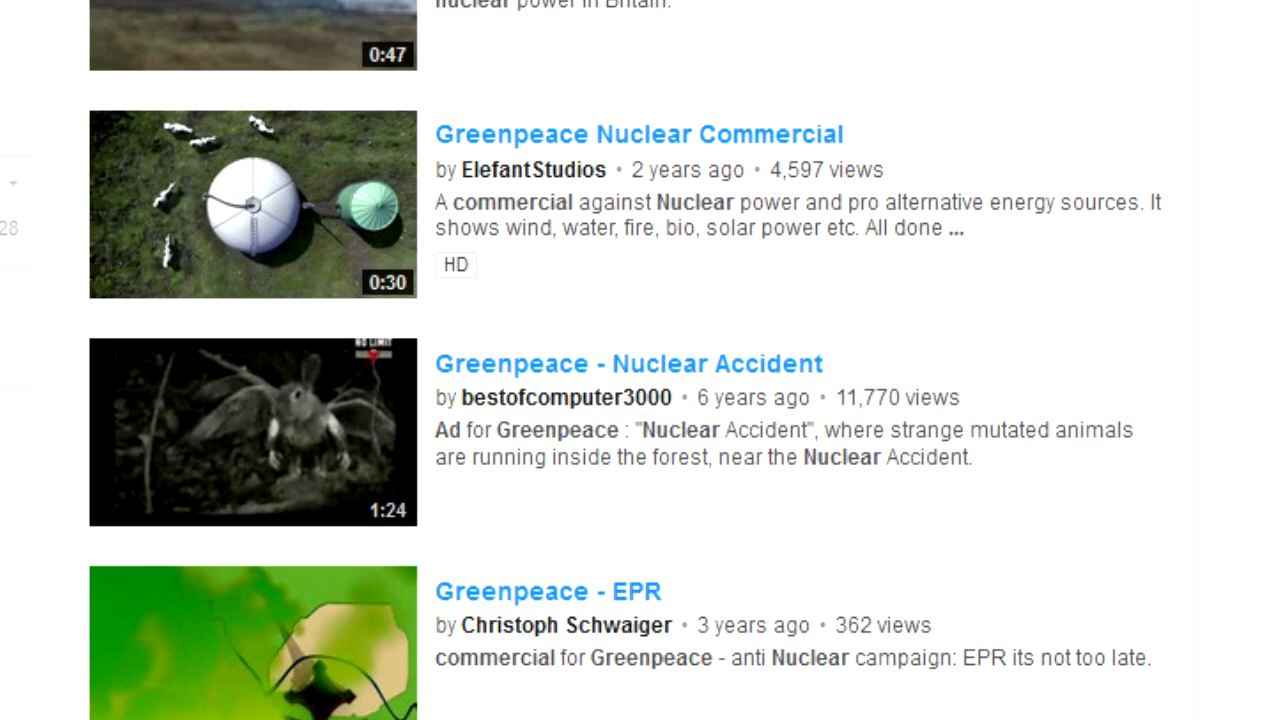 nuclear power in Britain.
0:47
Greenpeace Nuclear Commercial
by ElefantStudios • 2 years ago • 4,597 views
A commercial against Nuclear power and pro alternative energy sources. It
shows wind, water, fire, bio, solar power etc. All done ...
HD
0:30
28
NO LIMIT
Greenpeace - Nuclear Accident
by bestofcomputer3000 • 6 years ago • 11,770 views
Ad for Greenpeace : "Nuclear Accident", where strange mutated animals
are running inside the forest, near the Nuclear Accident.
1:24
Greenpeace - EPR
by Christoph Schwaiger • 3 years ago • 362 views
commercial for Greenpeace - anti Nuclear campaign: EPR its not too late.